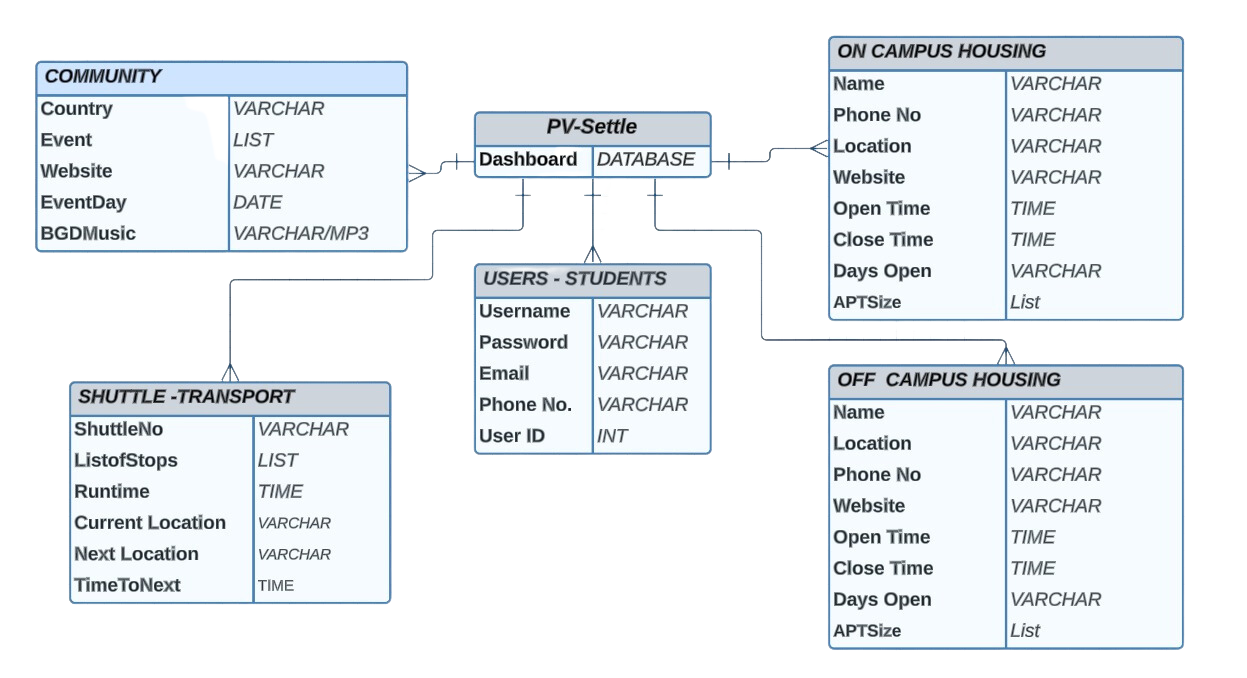 COMMUNITY
Country VARCHAR
Event LIST
Website VARCHAR
EventDay DATE
BGDMusic VARCHAR/MP3
PV-Settle
Dashboard DATABASE
ON CAMPUS HOUSING
Name VARCHAR
Phone No VARCHAR
Location VARCHAR
Website VARCHAR
Open Time TIME
Close Time TIME
Days Open VARCHAR
APTSize List
USERS - STUDENTS
Username VARCHAR
Password VARCHAR
Email VARCHAR
Phone No. VARCHAR
User ID INT
SHUTTLE -TRANSPORT
ShuttleNo VARCHAR
ListofStops LIST
Runtime TIME
Current Location VARCHAR
Next Location VARCHAR
TimeToNext TIME
OFF CAMPUS HOUSING
Name VARCHAR
Location VARCHAR
Phone No VARCHAR
Website VARCHAR
Open Time TIME
Close Time TIME
Days Open VARCHAR
APTSize List